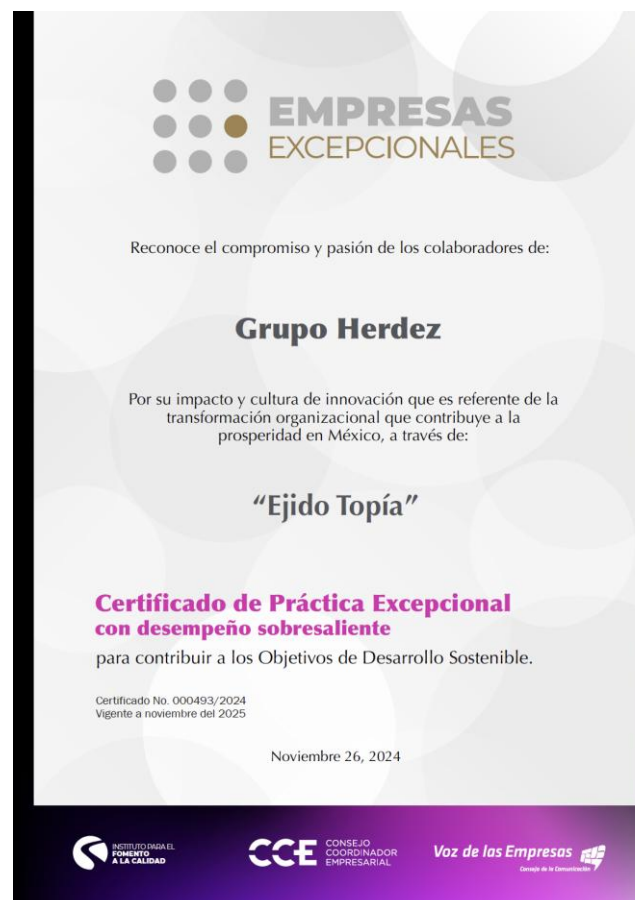 EMPRESAS
EXCEPCIONALES
Reconoce el compromiso y pasión de los colaboradores de:
Grupo Herdez
Por su impacto y cultura de innovación que es referente de la
transformación organizacional que contribuye a la
prosperidad en México, a través de:
“Ejido Topía”
Certificado de Práctica Excepcional
con desempeño sobresaliente
para contribuir a los Objetivos de Desarrollo Sostenible.
Certificado No. 000493/2024
Vigente a noviembre del 2025
Noviembre 26, 2024
INSTITUTO PARA EL
FOMENTO
A LA CALIDAD
CCE
CONSEJO
COORDINADOR
EMPRESARIAL
Voz de las Empresas
Consejo de la Comunicación